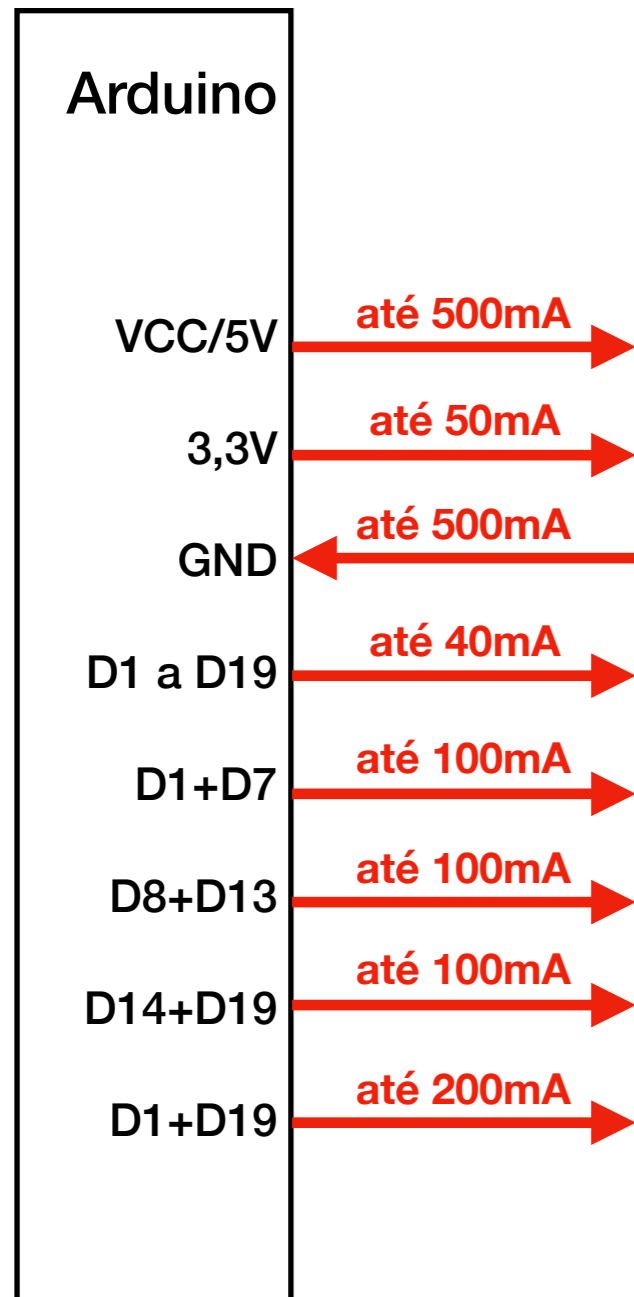 Arduino
VCC/5V até 500mA
3,3V até 50mA
GND até 500mA
D1 a D19 até 40mA
D1+D7 até 100mA
D8+D13 até 100mA
D14+D19 até 100mA
D1+D19 até 200mA